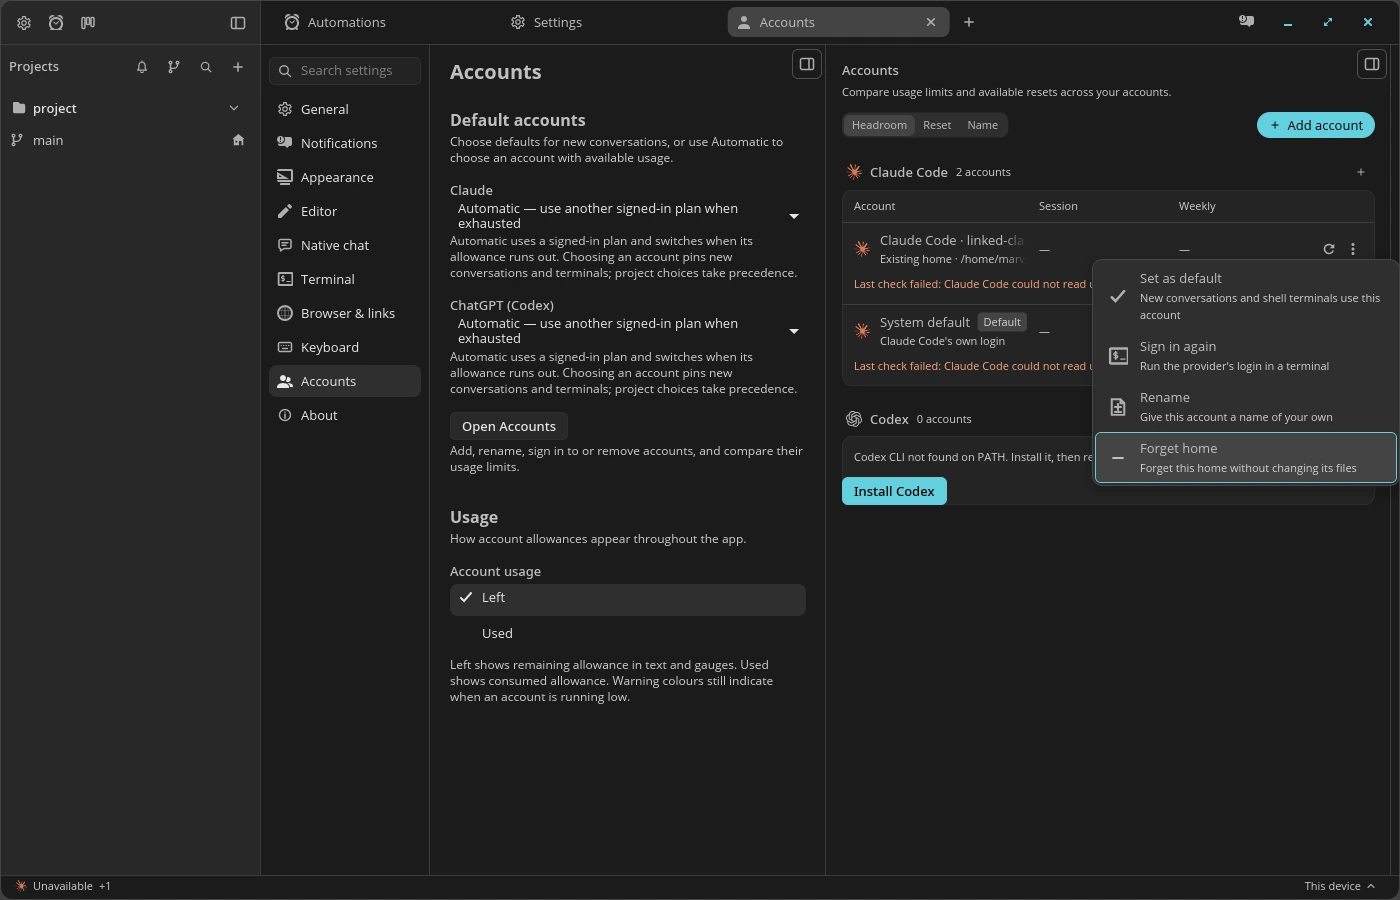 Automations
Settings
Accounts
Projects
project
main
Search settings
General
Notifications
Appearance
Editor
Native chat
Terminal
Browser & links
Keyboard
Accounts
About
Accounts
Default accounts
Choose defaults for new conversations, or use Automatic to
choose an account with available usage.
Claude
Automatic — use another signed-in plan when
exhausted
Automatic uses a signed-in plan and switches when its
allowance runs out. Choosing an account pins new
conversations and terminals; project choices take precedence.
ChatGPT (Codex)
Automatic — use another signed-in plan when
exhausted
Automatic uses a signed-in plan and switches when its
allowance runs out. Choosing an account pins new
conversations and terminals; project choices take precedence.
Open Accounts
Add, rename, sign in to or remove accounts, and compare their
usage limits.
Usage
How account allowances appear throughout the app.
Account usage
Left
Used
Left shows remaining allowance in text and gauges. Used
shows consumed allowance. Warning colours still indicate
when an account is running low.
Accounts
Compare usage limits and available resets across your accounts.
Headroom Reset Name
+ Add account
Claude Code 2 accounts
Account Session Weekly
Claude Code · linked-cla
— —
Existing home · /home/marv
Last check failed: Claude Code could not read
System default Default
—
Claude Code's own login
Last check failed: Claude Code could not read
Codex 0 accounts
Codex CLI not found on PATH. Install it, then re
Install Codex
Set as default
New conversations and shell terminals use this
account
Sign in again
Run the provider's login in a terminal
Rename
Give this account a name of your own
Forget home
Forget this home without changing its files
Unavailable +1
This device